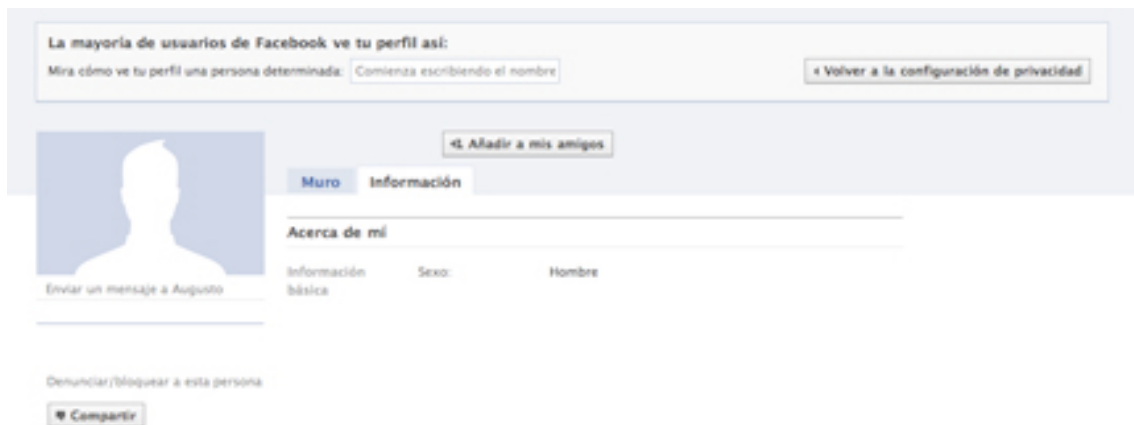 La mayoría de usuarios de Facebook ve tu perfil así:
Mira cómo ve tu perfil una persona determinada: Comienza escribiendo el nombre
Volver a la configuración de privacidad
Añadir a mis amigos
Muro Información
Acerca de mí
Información básica Sexo: Hombre
Enviar un mensaje a Augusto
Denunciar/bloquear a esta persona
Compartir